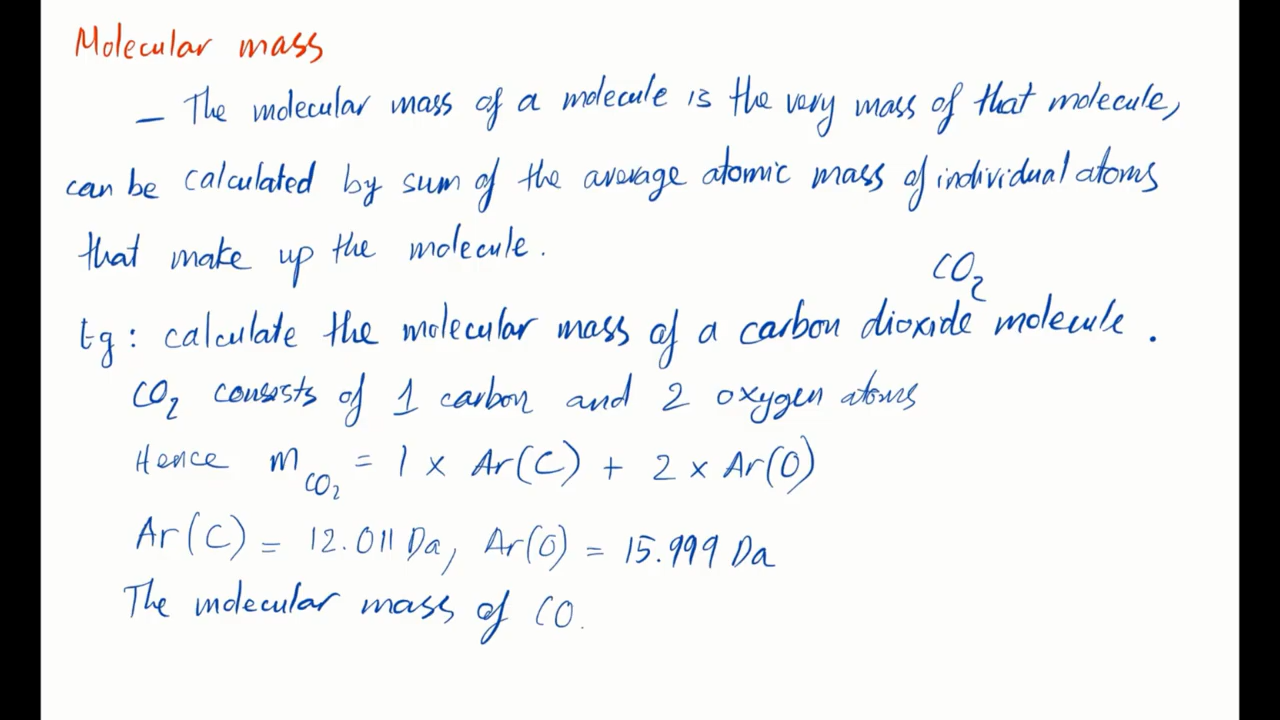 Molecular mass
– The molecular mass of a molecule is the very mass of that molecule,
can be calculated by sum of the average atomic mass of individual atoms
that make up the molecule.
CO₂
Eg: calculate the molecular mass of a carbon dioxide molecule.
CO₂ consists of 1 carbon and 2 oxygen atoms
Hence m_CO₂ = 1 × Ar(C) + 2 × Ar(O)
Ar(C) = 12.011 Da, Ar(O) = 15.999 Da
The molecular mass of CO